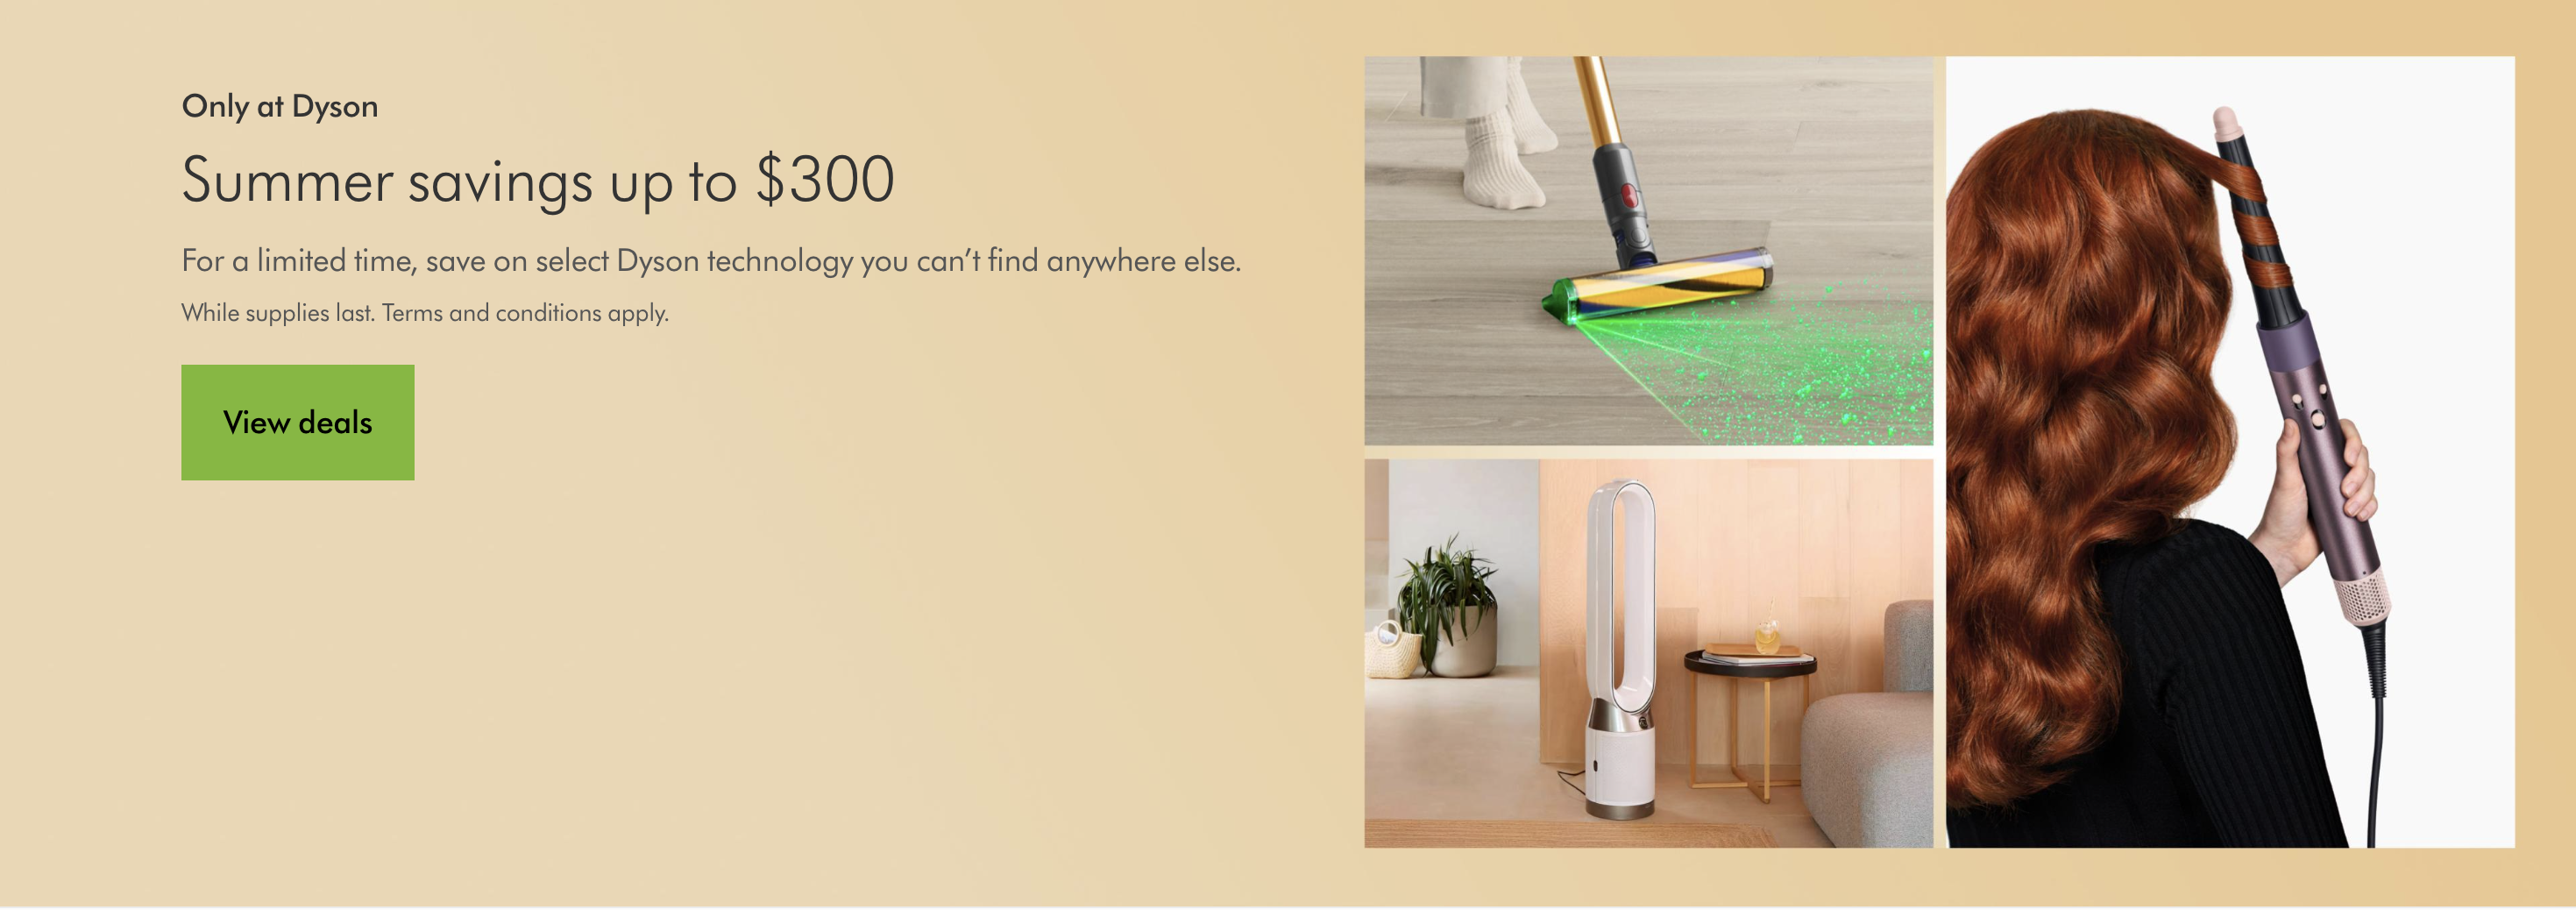 Only at Dyson
Summer savings up to $300
For a limited time, save on select Dyson technology you can’t find anywhere else.
While supplies last. Terms and conditions apply.
View deals